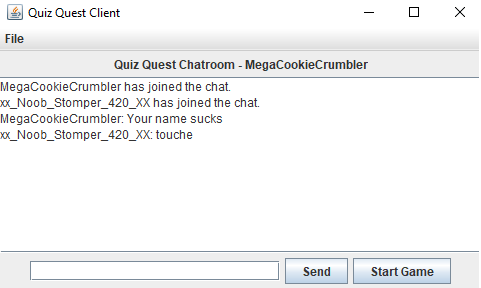 Quiz Quest Client
File
Quiz Quest Chatroom - MegaCookieCrumbler
MegaCookieCrumbler has joined the chat.
xx_Noob_Stomper_420_XX has joined the chat.
MegaCookieCrumbler: Your name sucks
xx_Noob_Stomper_420_XX: touche
Send Start Game